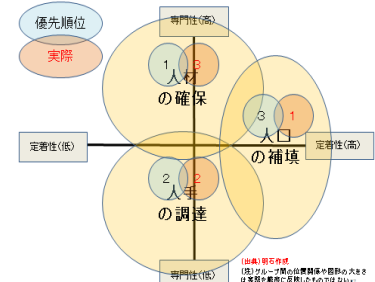 専門性(高)
優先順位
実際
1 3
人材
の確保
3 1
人口
の補填
定着性(低)
定着性(高)
2 2
人手
の調達
専門性(低)
(出典)明石作成
(注)グループ間の位置関係や図形の大きさ
は実態を厳密に反映したものではない。